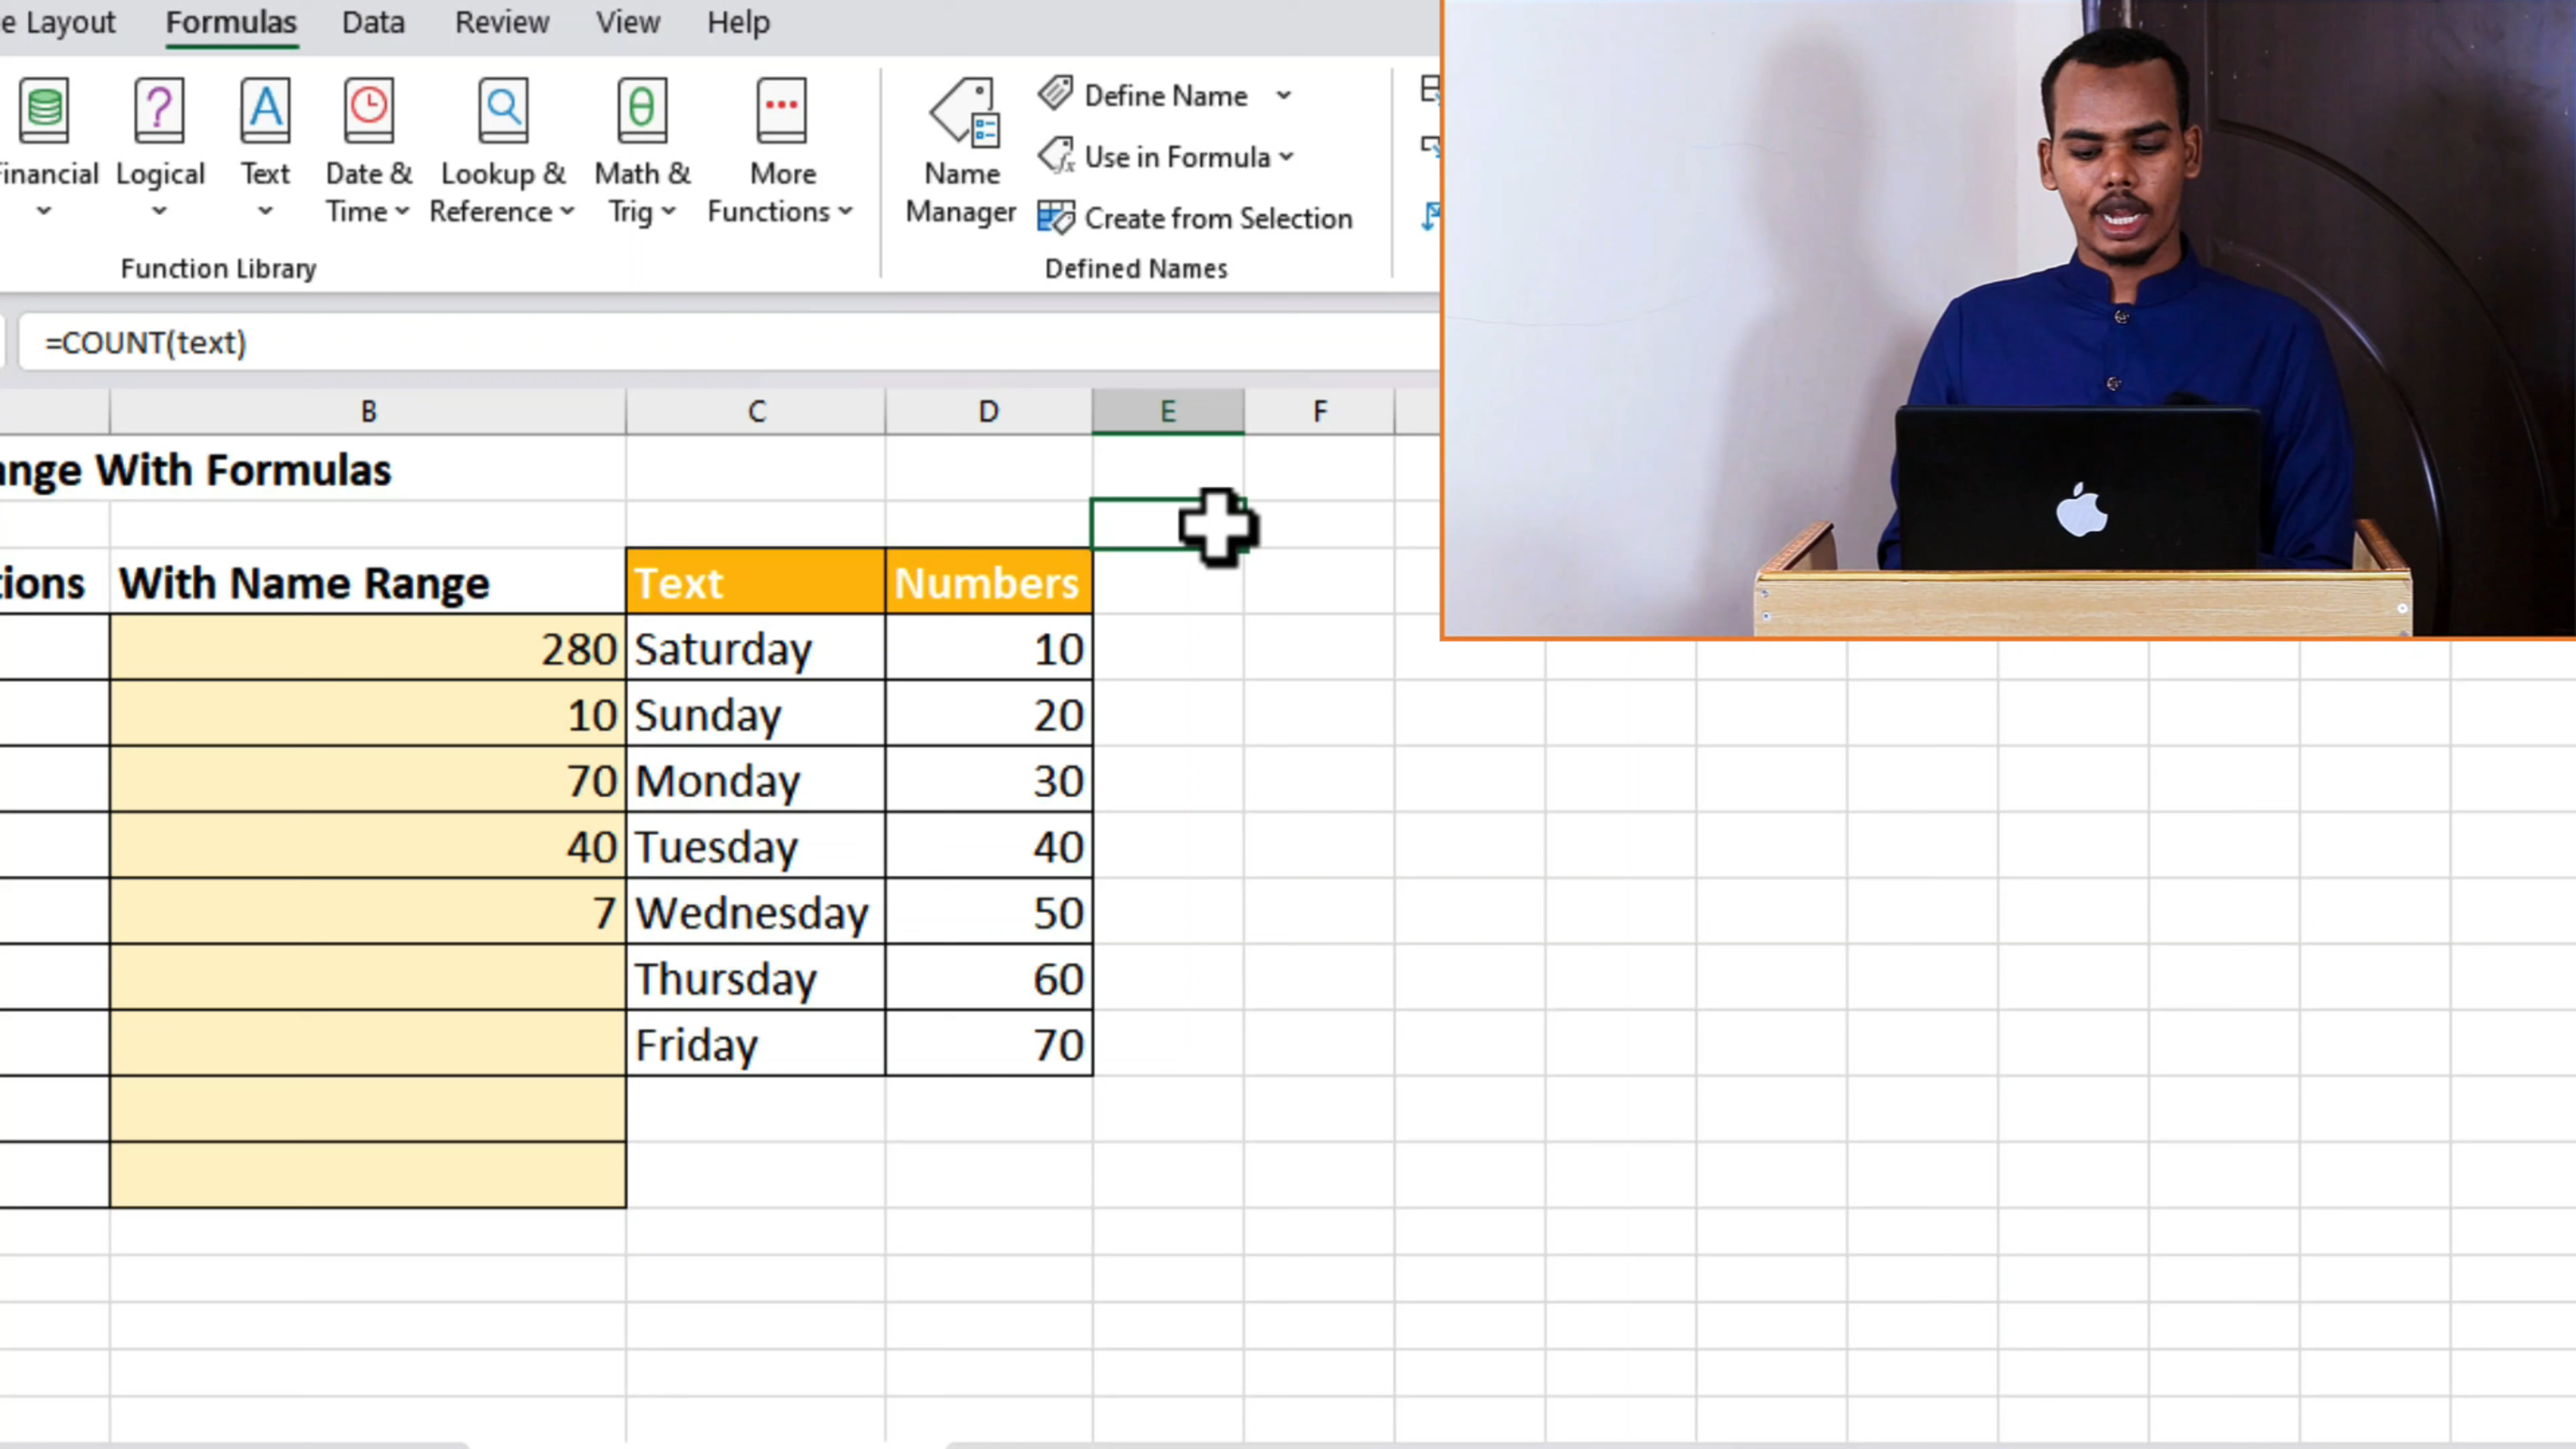 e Layout Formulas Data Review View Help
inancial Logical Text Date & Time Lookup & Reference Math & Trig More Functions
Function Library
Name Manager
Define Name
Use in Formula
Create from Selection
Defined Names
=COUNT(text)
B C D E F
ange With Formulas
tions With Name Range Text Numbers
280 Saturday 10
10 Sunday 20
70 Monday 30
40 Tuesday 40
7 Wednesday 50
Thursday 60
Friday 70